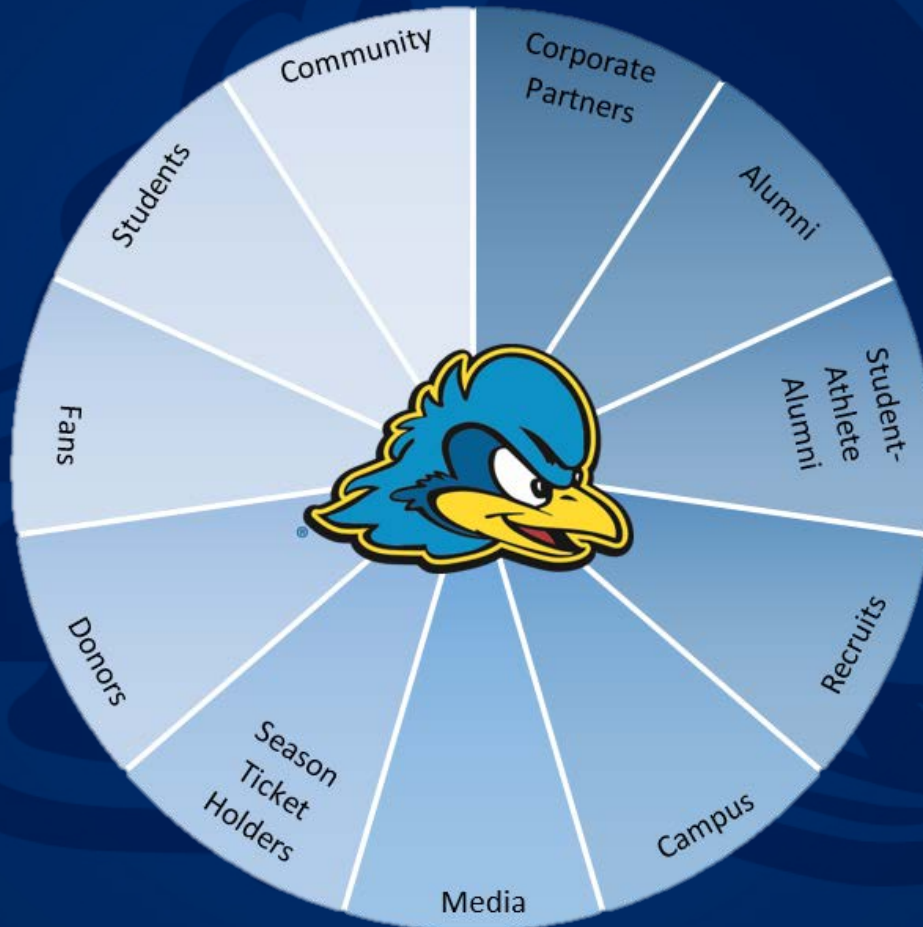 Community
Corporate
Partners
Alumni
Student-
Athlete
Alumni
Recruits
Campus
Media
Season
Ticket
Holders
Donors
Fans
Students
®